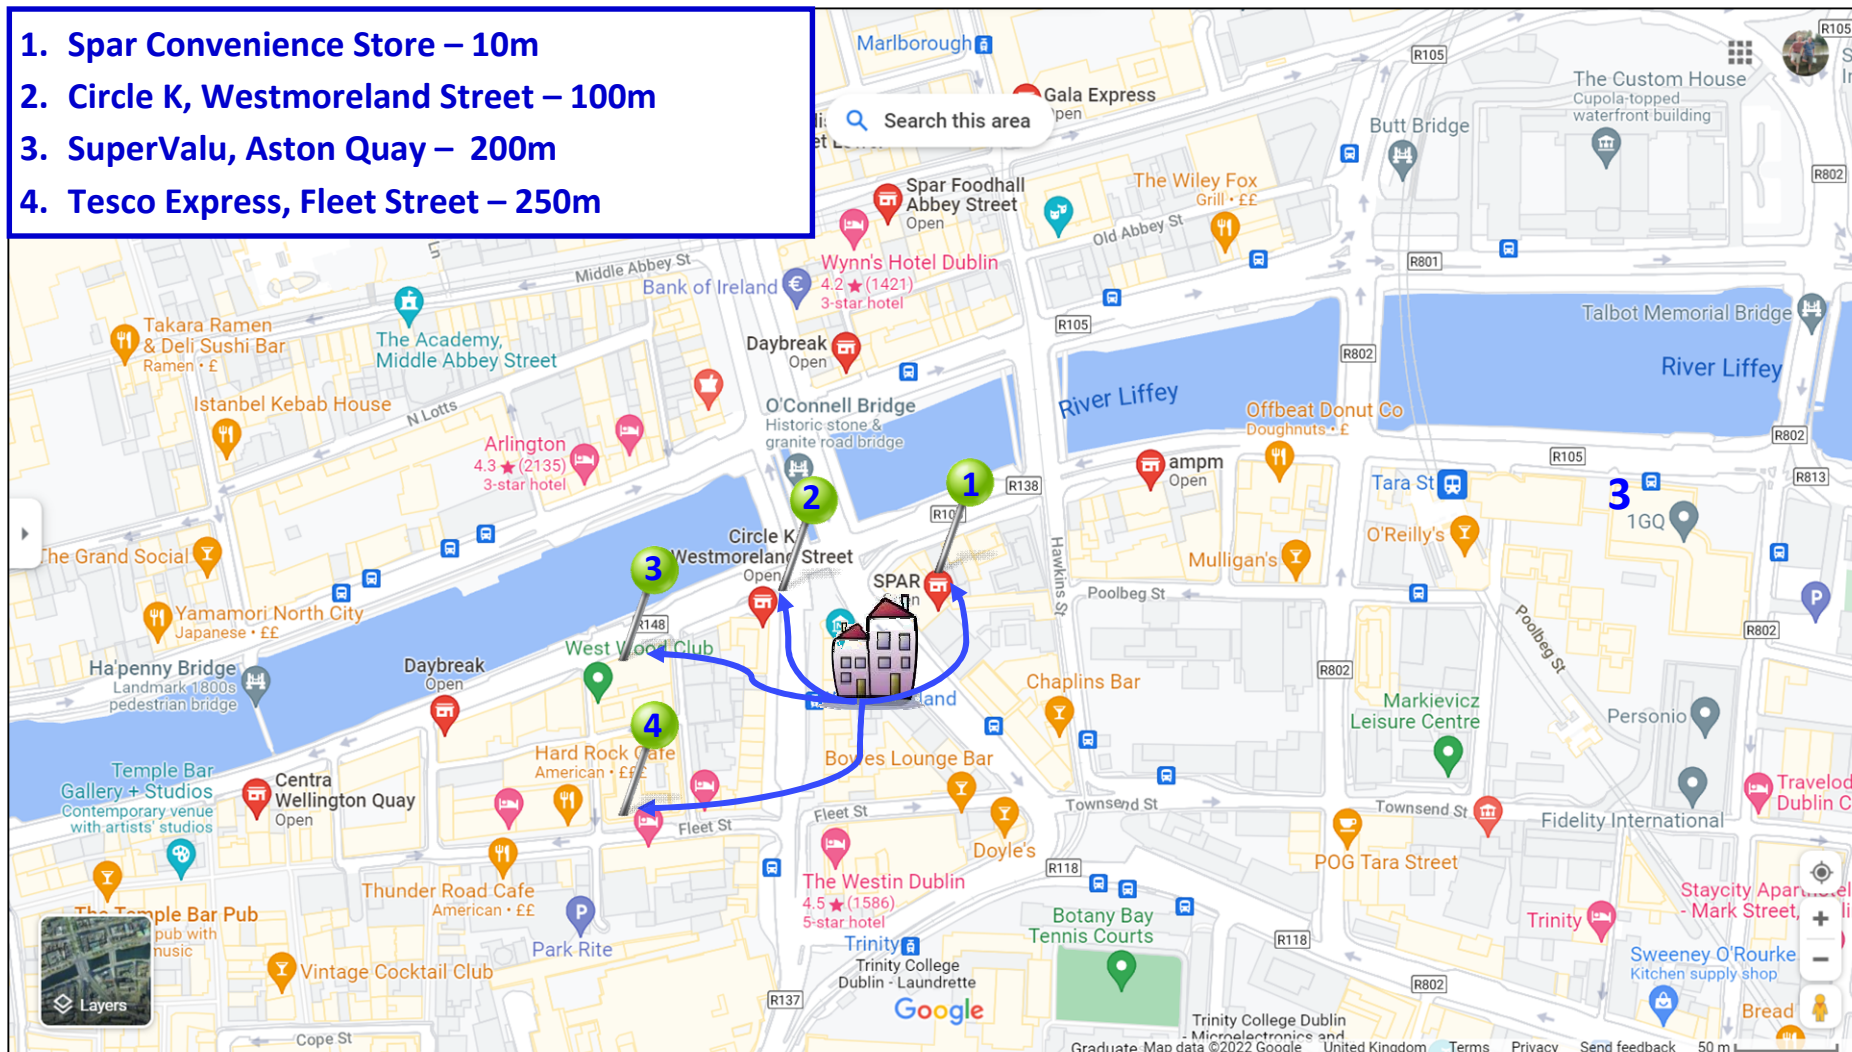 1. Spar Convenience Store – 10m
2. Circle K, Westmoreland Street – 100m
3. SuperValu, Aston Quay – 200m
4. Tesco Express, Fleet Street – 250m
Marlborough
R105
R105
The Custom House
Cupola-topped
waterfront building
Gala Express
Search this area
Butt Bridge
R802
Spar Foodhall
Abbey Street
Open
The Wiley Fox
Grill • ££
Old Abbey St
Middle Abbey St
Wynn's Hotel Dublin
4.2 ★ (1421)
3-star hotel
Bank of Ireland
R801
Takara Ramen
& Deli Sushi Bar
Ramen • £
The Academy,
Middle Abbey Street
Daybreak
Open
R105
Talbot Memorial Bridge
R802
River Liffey
River Liffey
Istanbel Kebab House
N Lotts
O'Connell Bridge
Historic stone &
granite road bridge
Offbeat Donut Co
Doughnuts • £
Arlington
4.3 ★ (2135)
3-star hotel
R802
R105
ampm
Open
Tara St
R813
R138
1
2
3
1GQ
O'Reilly's
Circle K
Westmoreland Street
Open
The Grand Social
3
Mulligan's
SPAR
Hawkins St
Poolbeg St
Poolbeg St
Yamamori North City
Japanese • ££
R148
West Wood Club
R802
Ha'penny Bridge
Landmark 1800s
pedestrian bridge
Daybreak
Open
R802
Chaplins Bar
Markievicz
Leisure Centre
Personio
4
Hard Rock Cafe
American • £££
Bowes Lounge Bar
Temple Bar
Gallery + Studios
Contemporary venue
with artists' studios
Centra
Wellington Quay
Open
Fleet St
Fleet St
Townsend St
Townsend St
Fidelity International
Doyle's
POG Tara Street
R118
Thunder Road Cafe
American • ££
The Westin Dublin
4.5 ★ (1586)
5-star hotel
The Temple Bar Pub
pub with
music
Park Rite
Botany Bay
Tennis Courts
Trinity
- Mark Street,
Trinity
Trinity College
Dublin - Laundrette
R118
Sweeney O'Rourke
Kitchen supply shop
Vintage Cocktail Club
R802
Layers
R137
Google
Bread
Cope St
Trinity College Dublin
- Microelectronics and
Graduate
Map data ©2022 Google United Kingdom Terms Privacy Send feedback 50 m